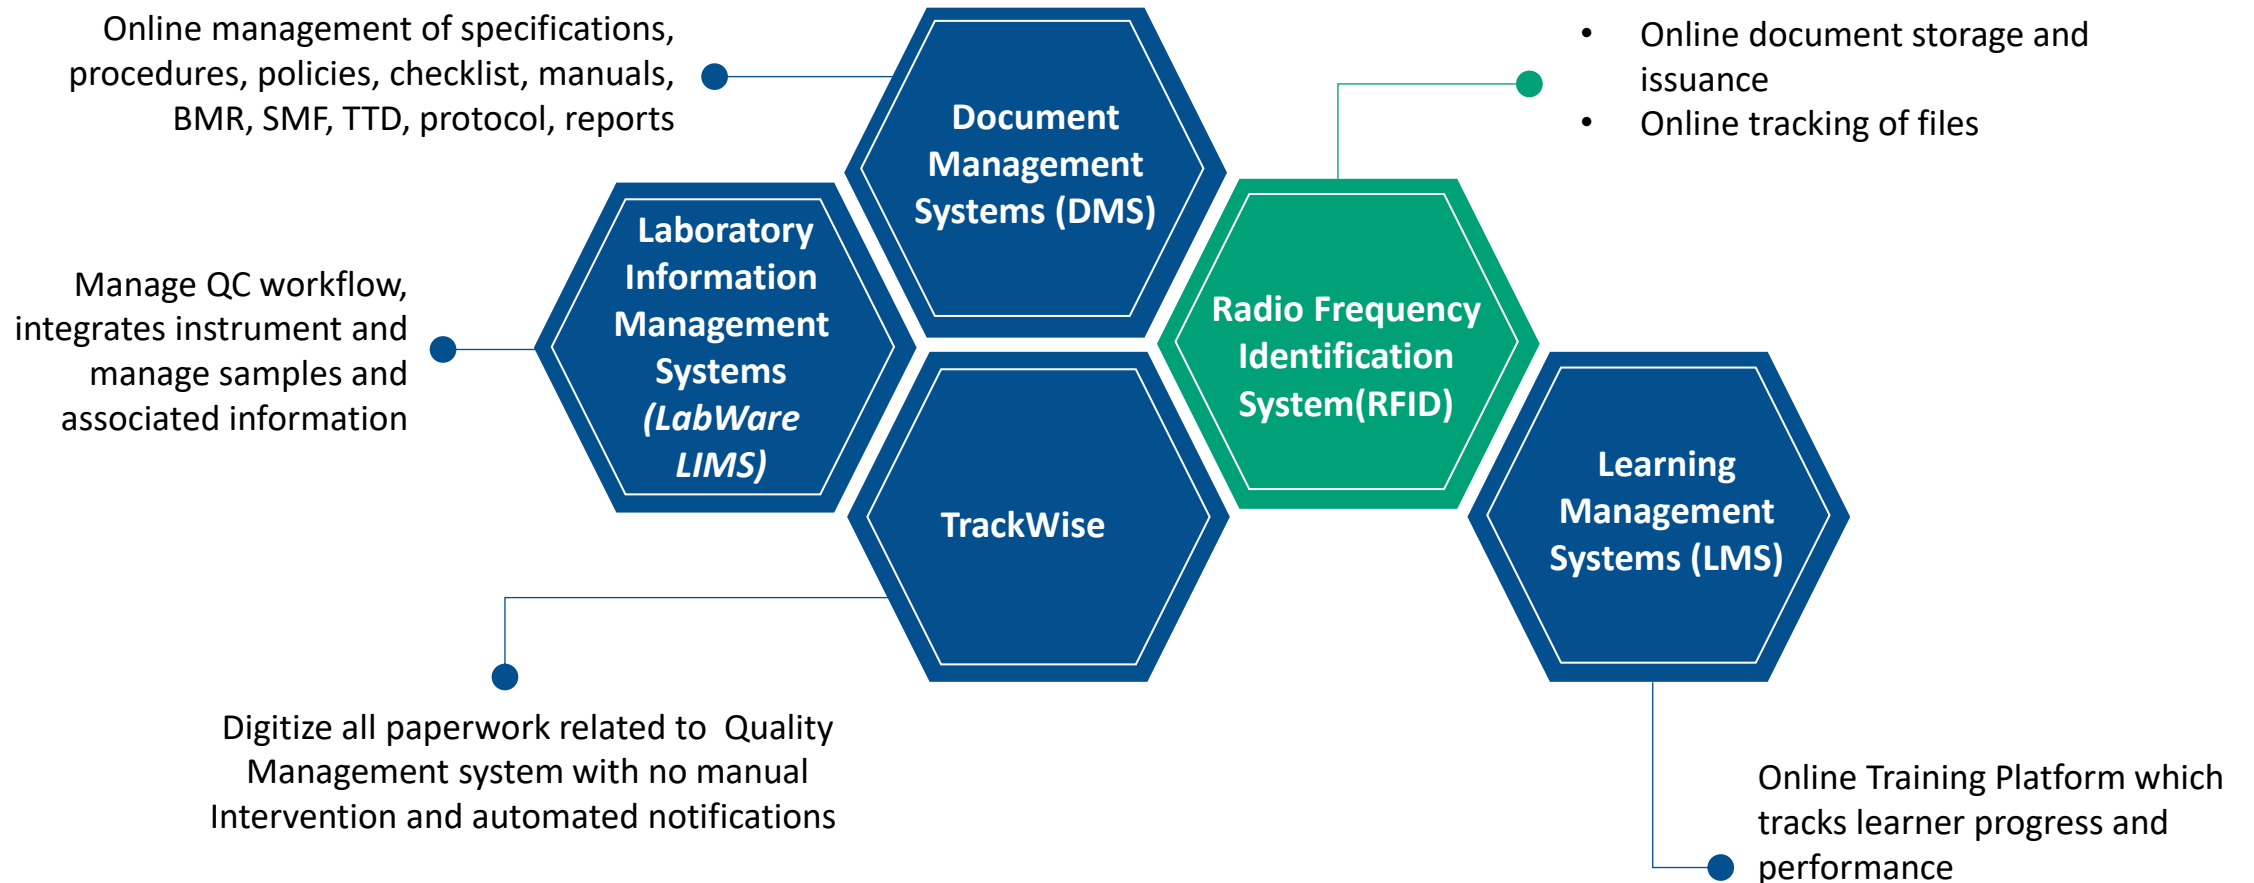 Online management of specifications,
procedures, policies, checklist, manuals,
BMR, SMF, TTD, protocol, reports
• Online document storage and
issuance
• Online tracking of files
Document
Management
Systems (DMS)
Laboratory
Information
Management
Systems
(LabWare
LIMS)
Radio Frequency
Identification
System(RFID)
Manage QC workflow,
integrates instrument and
manage samples and
associated information
TrackWise
Learning
Management
Systems (LMS)
Digitize all paperwork related to  Quality
Management system with no manual
Intervention and automated notifications
Online Training Platform which
tracks learner progress and
performance